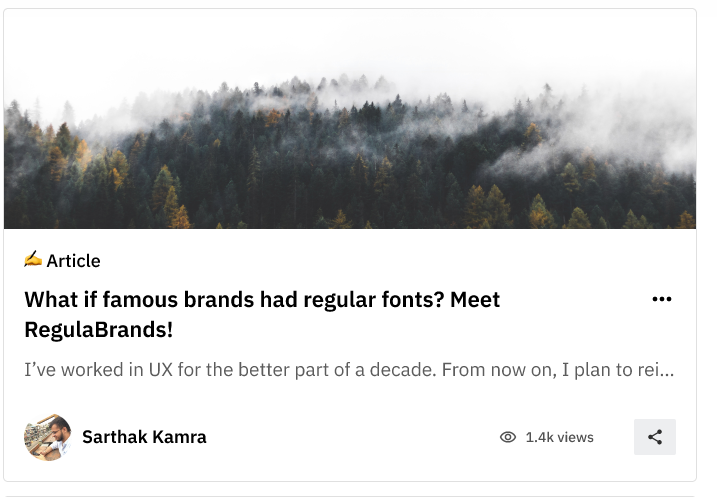 ✍️ Article
What if famous brands had regular fonts? Meet
RegulaBrands!
I’ve worked in UX for the better part of a decade. From now on, I plan to rei...
Sarthak Kamra
1.4k views